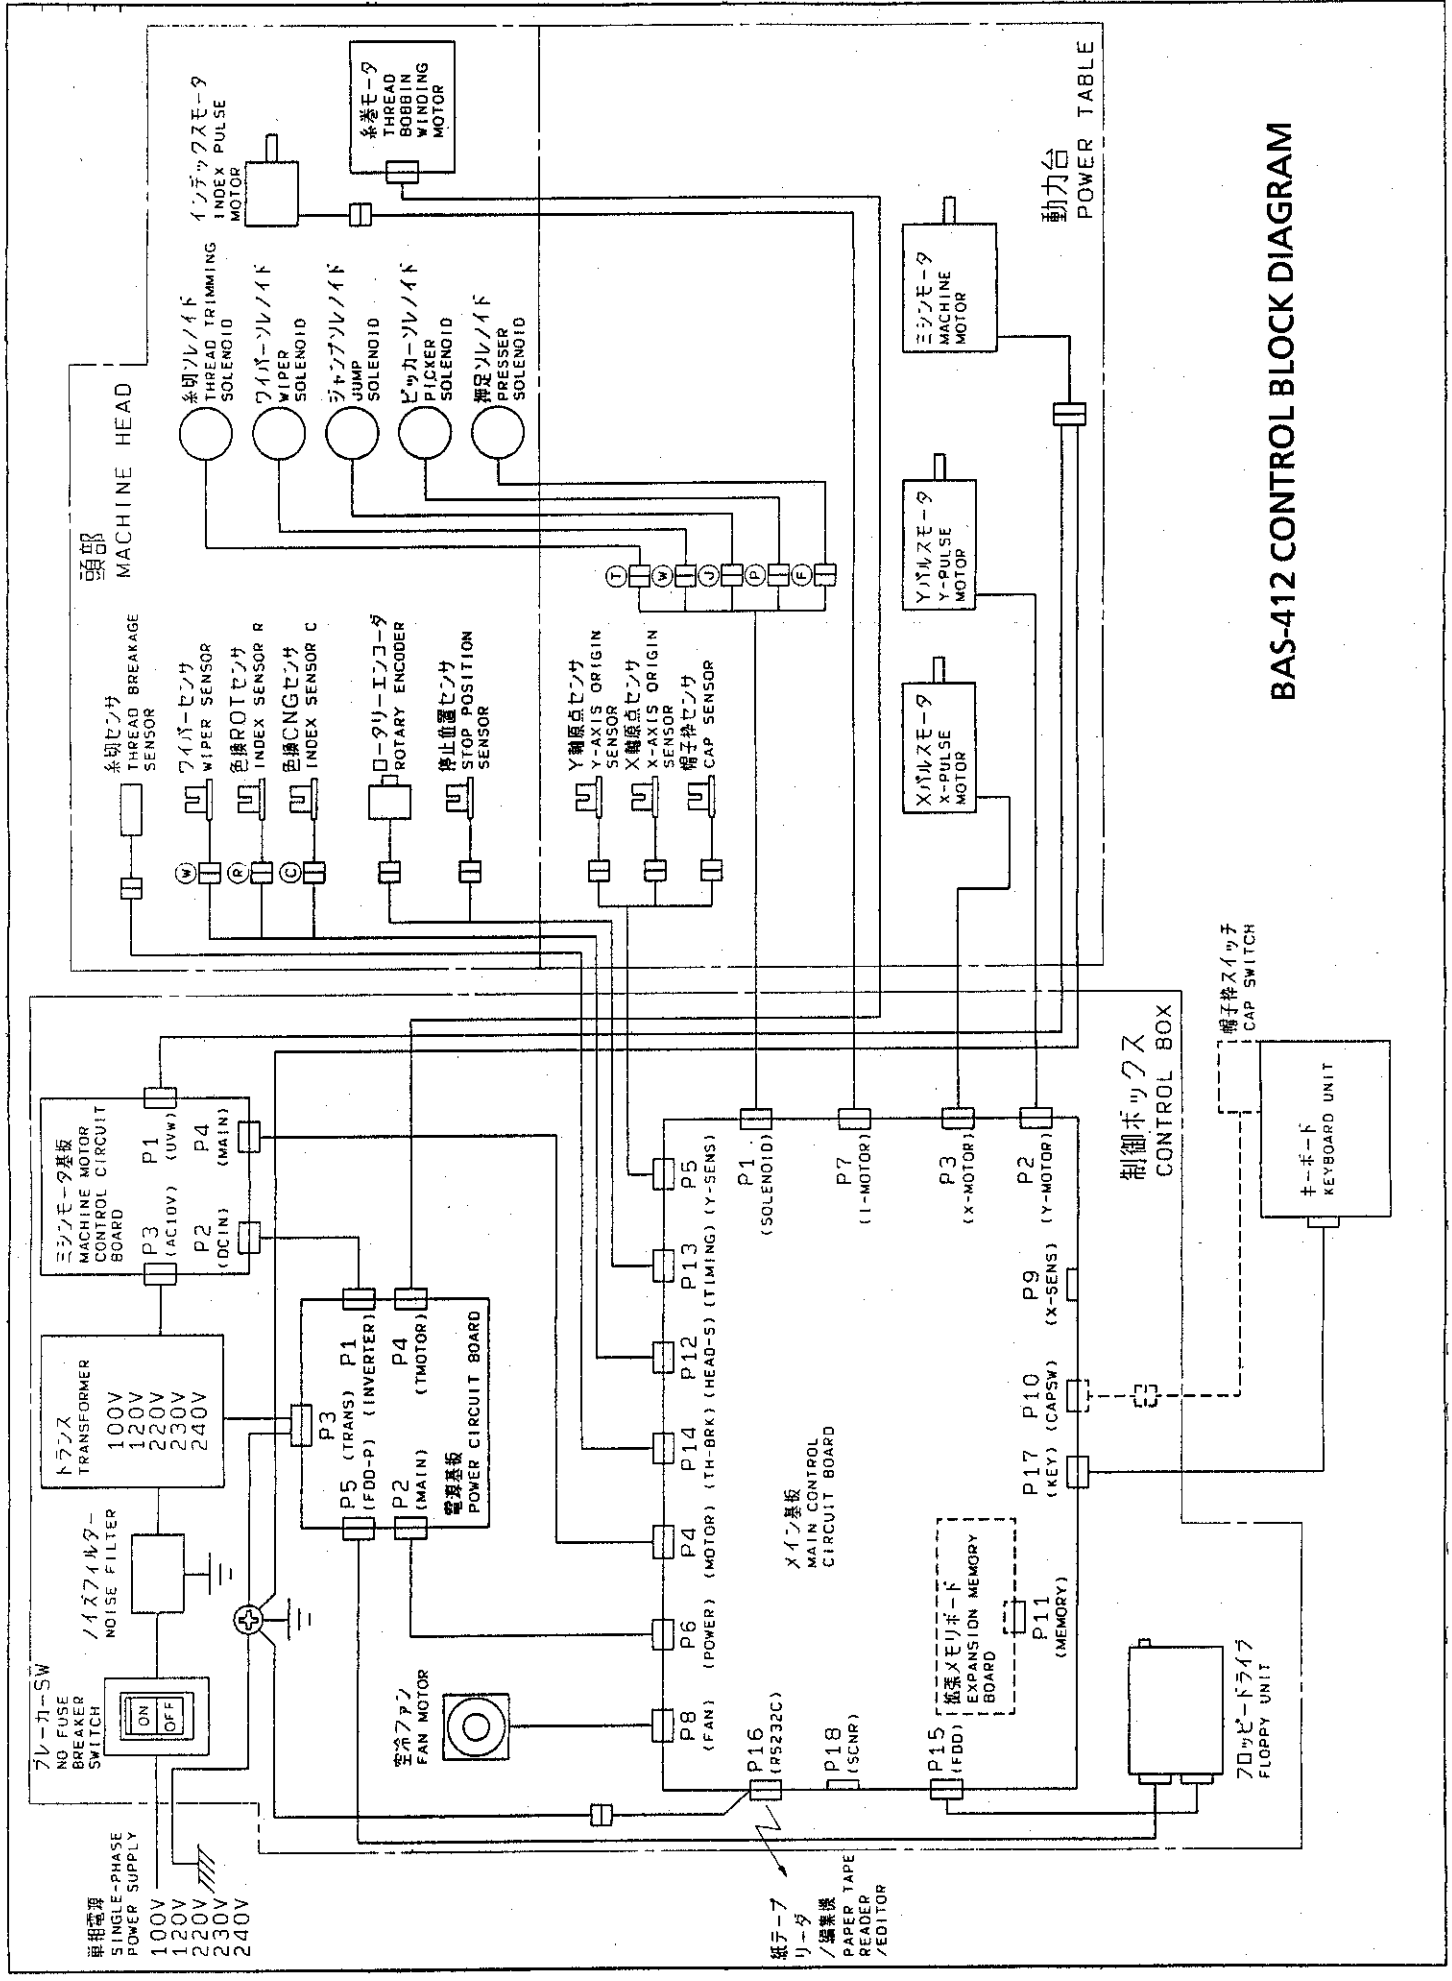 BAS-412 CONTROL BLOCK DIAGRAM
単相電源
SINGLE-PHASE
POWER SUPPLY
100V
120V
220V
230V
240V
ブレーカーSW
NO FUSE
BREAKER
SWITCH
ON
OFF
ノイズフィルター
NOISE FILTER
トランス
TRANSFORMER
100V
120V
220V
230V
240V
ミシンモータ基板
MACHINE MOTOR
CONTROL CIRCUIT
BOARD
P3
(AC10V)
P1
(UVW)
P2
(DCIN)
P4
(MAIN)
P3
(TRANS)
P5
(FDD-P)
P1
(INVERTER)
P2
(MAIN)
P4
(TMOTOR)
電源基板
POWER CIRCUIT BOARD
空冷ファン
FAN MOTOR
P8
(FAN)
P6
(POWER)
P4
(MOTOR)
P14
(TH-BRK)
P12
(HEAD-S)
P13
(TIMING)
P5
(Y-SENS)
P16
(RS232C)
P18
(SCNR)
P15
(FDD)
メイン基板
MAIN CONTROL
CIRCUIT BOARD
P1
(SOLENOID)
P7
(I-MOTOR)
P3
(X-MOTOR)
P2
(Y-MOTOR)
拡張メモリボード
EXPANSION MEMORY
BOARD
P11
(MEMORY)
P17
(KEY)
P10
(CAPSW)
P9
(X-SENS)
紙テープ
リーダ
/編集機
PAPER TAPE
READER
/EDITOR
フロッピードライブ
FLOPPY UNIT
制御ボックス
CONTROL BOX
帽子枠スイッチ
CAP SWITCH
キーボード
KEYBOARD UNIT
頭部
MACHINE HEAD
糸切センサ
THREAD BREAKAGE
SENSOR
W
ワイパーセンサ
WIPER SENSOR
R
色換ROTセンサ
INDEX SENSOR R
C
色換CNGセンサ
INDEX SENSOR C
ロータリーエンコーダ
ROTARY ENCODER
停止位置センサ
STOP POSITION
SENSOR
Y軸原点センサ
Y-AXIS ORIGIN
SENSOR
X軸原点センサ
X-AXIS ORIGIN
SENSOR
帽子枠センサ
CAP SENSOR
糸切ソレノイド
THREAD TRIMMING
SOLENOID
ワイパーソレノイド
WIPER
SOLENOID
ジャンプソレノイド
JUMP
SOLENOID
ピッカーソレノイド
PICKER
SOLENOID
押足ソレノイド
PRESSER
SOLENOID
T
W
J
P
F
インデックスモータ
INDEX PULSE
MOTOR
糸巻モータ
THREAD
BOBBIN
WINDING
MOTOR
Xパルスモータ
X-PULSE
MOTOR
Yパルスモータ
Y-PULSE
MOTOR
ミシンモータ
MACHINE
MOTOR
動力台
POWER TABLE